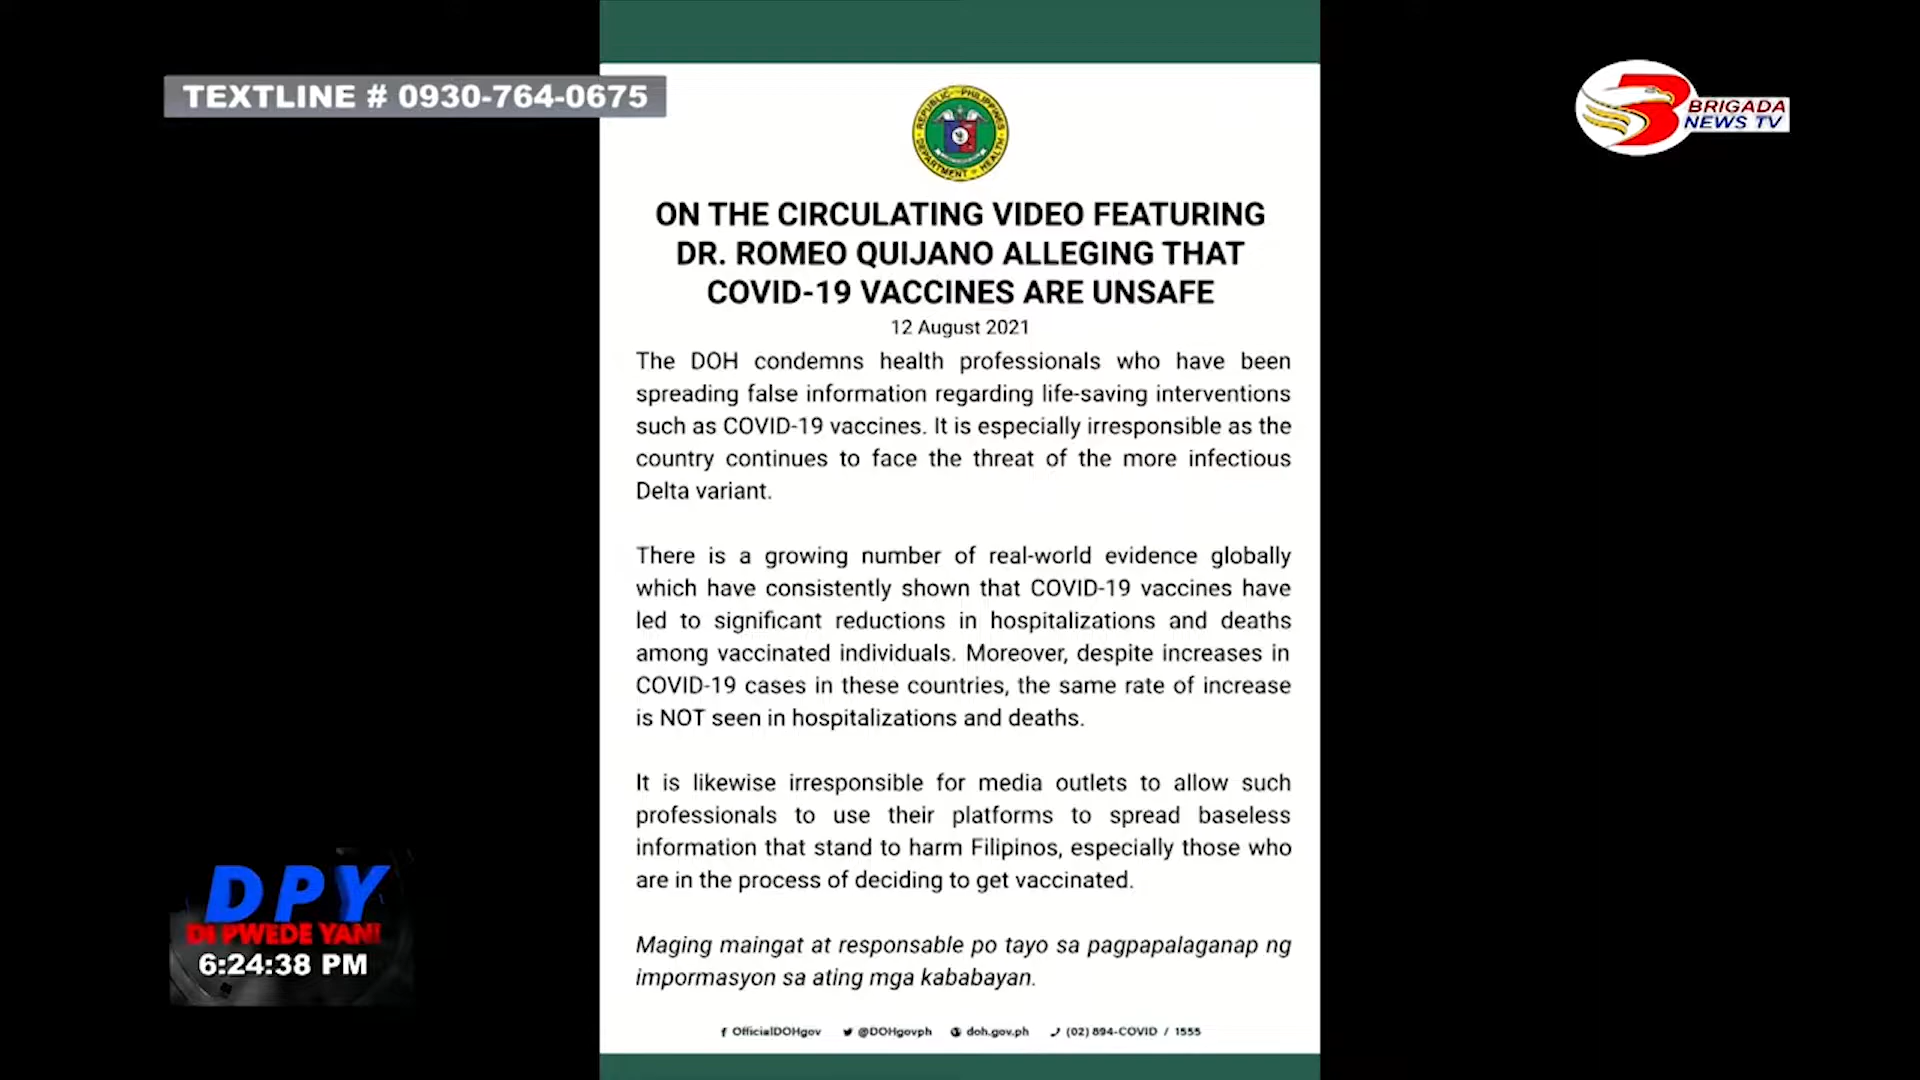 TEXTLINE # 0930-764-0675
BRIGADA
NEWS TV
REPUBLIC PHILIPPINES
DEPARTMENT OF HEALTH
ON THE CIRCULATING VIDEO FEATURING
DR. ROMEO QUIJANO ALLEGING THAT
COVID-19 VACCINES ARE UNSAFE
12 August 2021
The DOH condemns health professionals who have been
spreading false information regarding life-saving interventions
such as COVID-19 vaccines. It is especially irresponsible as the
country continues to face the threat of the more infectious
Delta variant.
There is a growing number of real-world evidence globally
which have consistently shown that COVID-19 vaccines have
led to significant reductions in hospitalizations and deaths
among vaccinated individuals. Moreover, despite increases in
COVID-19 cases in these countries, the same rate of increase
is NOT seen in hospitalizations and deaths.
It is likewise irresponsible for media outlets to allow such
professionals to use their platforms to spread baseless
information that stand to harm Filipinos, especially those who
are in the process of deciding to get vaccinated.
Maging maingat at responsable po tayo sa pagpapalaganap ng
impormasyon sa ating mga kababayan.
OfficialDOHgov @DOHgovph doh.gov.ph (02) 894-COVID / 1555
DPY
DI PWEDE YAN!
6:24:38 PM